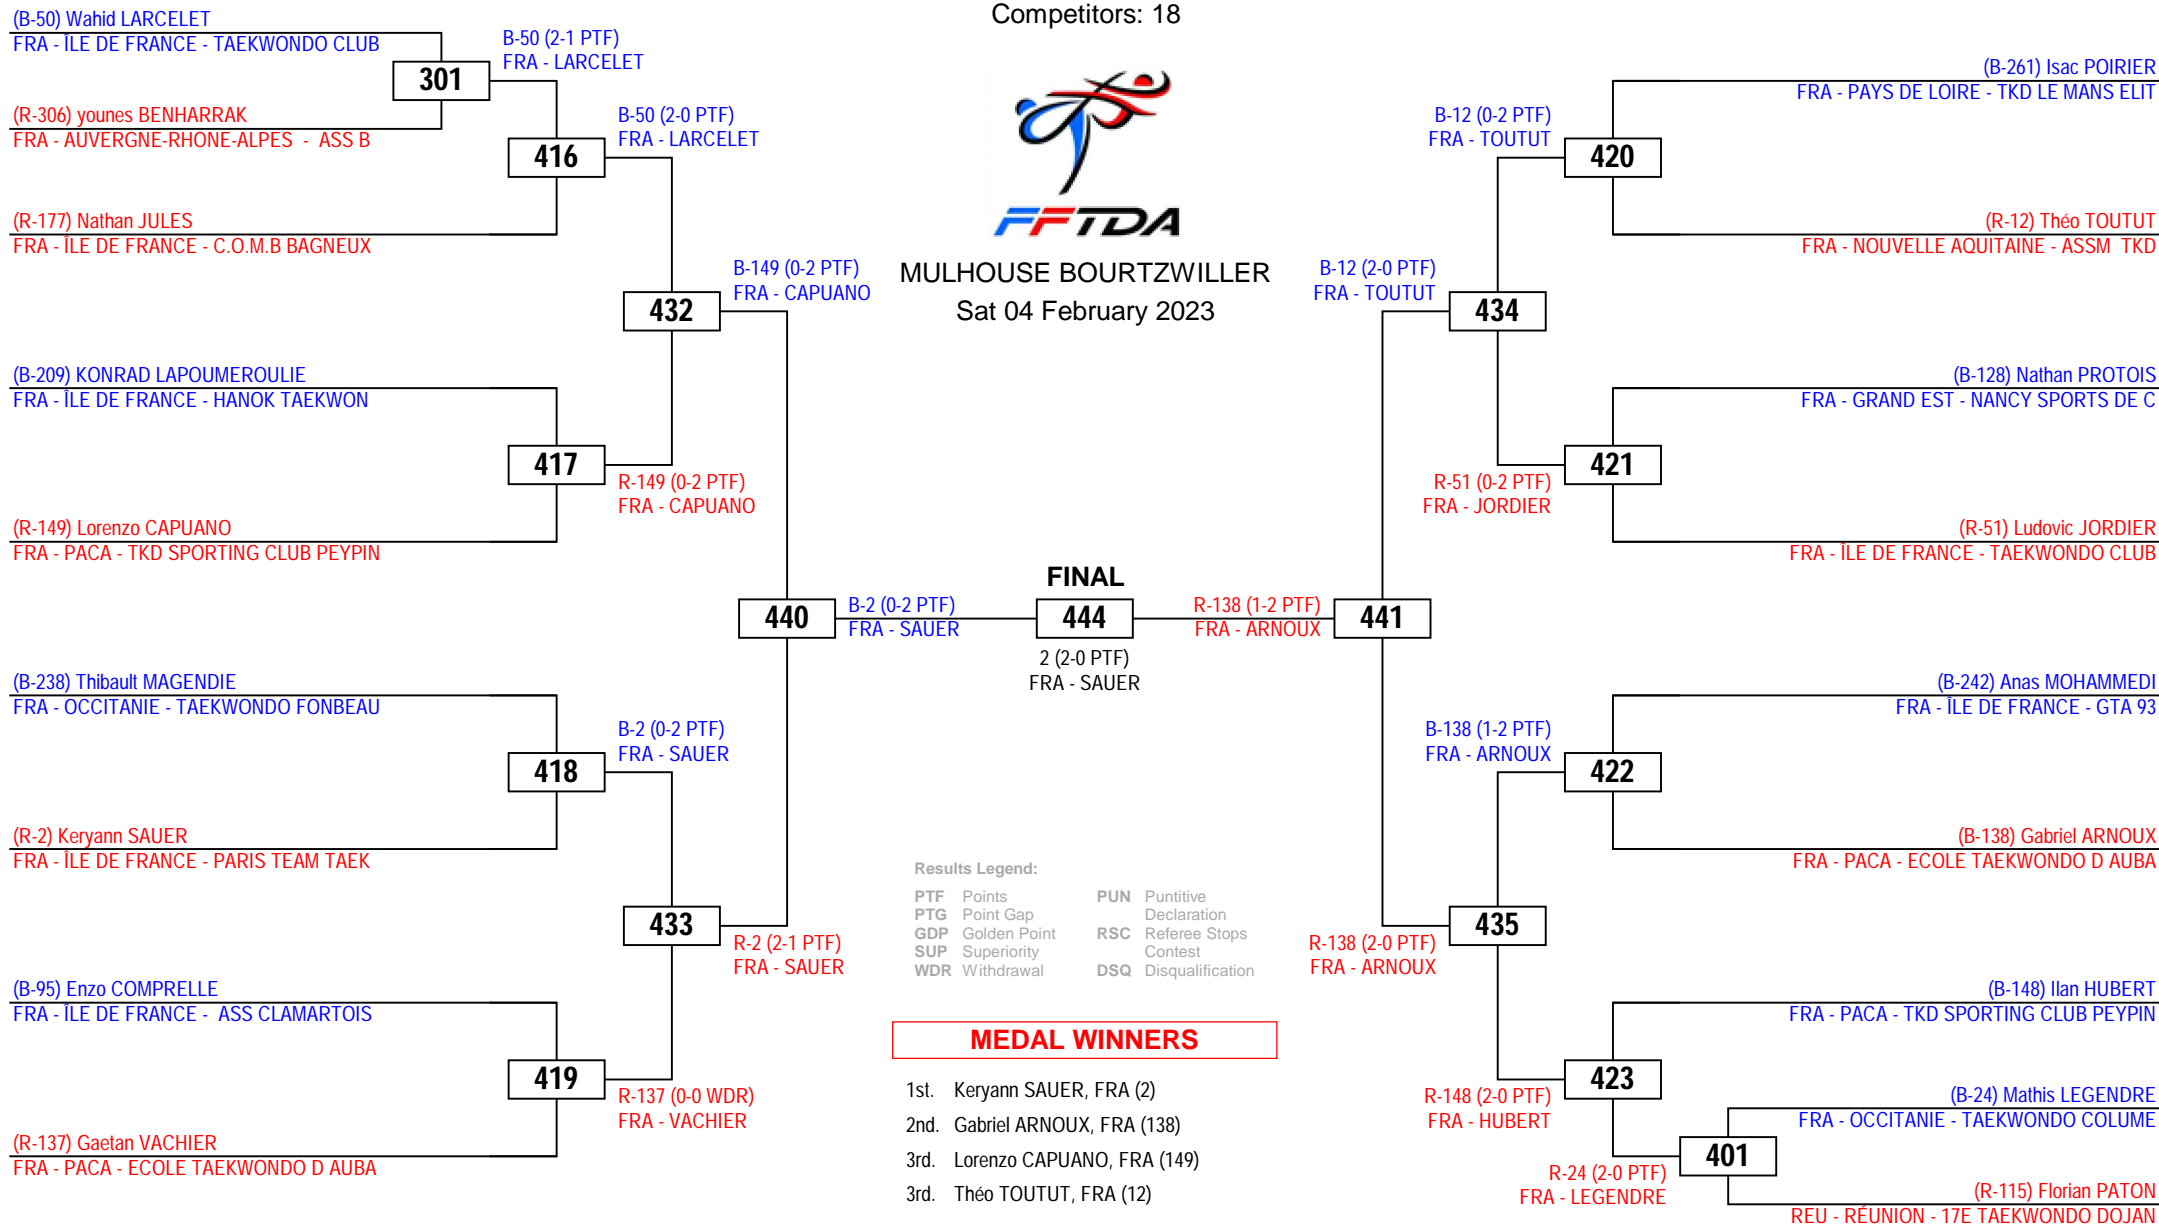 Competitors: 18
FFTDA
MULHOUSE BOURTZWILLER
Sat 04 February 2023
(B-50) Wahid LARCELET
FRA - ÎLE DE FRANCE - TAEKWONDO CLUB
301
B-50 (2-1 PTF)
FRA - LARCELET
(R-306) younes BENHARRAK
FRA - AUVERGNE-RHONE-ALPES - ASS B
416
B-50 (2-0 PTF)
FRA - LARCELET
(R-177) Nathan JULES
FRA - ÎLE DE FRANCE - C.O.M.B BAGNEUX
432
B-149 (0-2 PTF)
FRA - CAPUANO
(B-209) KONRAD LAPOUMEROULIE
FRA - ÎLE DE FRANCE - HANOK TAEKWON
417
R-149 (0-2 PTF)
FRA - CAPUANO
(R-149) Lorenzo CAPUANO
FRA - PACA - TKD SPORTING CLUB PEYPIN
440
B-2 (0-2 PTF)
FRA - SAUER
(B-238) Thibault MAGENDIE
FRA - OCCITANIE - TAEKWONDO FONBEAU
418
B-2 (0-2 PTF)
FRA - SAUER
(R-2) Keryann SAUER
FRA - ÎLE DE FRANCE - PARIS TEAM TAEK
433
R-2 (2-1 PTF)
FRA - SAUER
(B-95) Enzo COMPRELLE
FRA - ÎLE DE FRANCE - ASS CLAMARTOIS
419
R-137 (0-0 WDR)
FRA - VACHIER
(R-137) Gaetan VACHIER
FRA - PACA - ECOLE TAEKWONDO D AUBA
FINAL
444
2 (2-0 PTF)
FRA - SAUER
(B-261) Isac POIRIER
FRA - PAYS DE LOIRE - TKD LE MANS ELIT
B-12 (0-2 PTF)
FRA - TOUTUT
420
(R-12) Théo TOUTUT
FRA - NOUVELLE AQUITAINE - ASSM TKD
B-12 (2-0 PTF)
FRA - TOUTUT
434
(B-128) Nathan PROTOIS
FRA - GRAND EST - NANCY SPORTS DE C
421
R-51 (0-2 PTF)
FRA - JORDIER
(R-51) Ludovic JORDIER
FRA - ÎLE DE FRANCE - TAEKWONDO CLUB
R-138 (1-2 PTF)
FRA - ARNOUX
441
(B-242) Anas MOHAMMEDI
FRA - ÎLE DE FRANCE - GTA 93
B-138 (1-2 PTF)
FRA - ARNOUX
422
(B-138) Gabriel ARNOUX
FRA - PACA - ECOLE TAEKWONDO D AUBA
435
R-138 (2-0 PTF)
FRA - ARNOUX
(B-148) Ilan HUBERT
FRA - PACA - TKD SPORTING CLUB PEYPIN
423
R-148 (2-0 PTF)
FRA - HUBERT
(B-24) Mathis LEGENDRE
FRA - OCCITANIE - TAEKWONDO COLUME
401
R-24 (2-0 PTF)
FRA - LEGENDRE
(R-115) Florian PATON
REU - RÉUNION - 17E TAEKWONDO DOJAN
Results Legend:
PTF Points
PTG Point Gap
GDP Golden Point
SUP Superiority
WDR Withdrawal
PUN Puntitive
Declaration
RSC Referee Stops
Contest
DSQ Disqualification
MEDAL WINNERS
1st. Keryann SAUER, FRA (2)
2nd. Gabriel ARNOUX, FRA (138)
3rd. Lorenzo CAPUANO, FRA (149)
3rd. Théo TOUTUT, FRA (12)